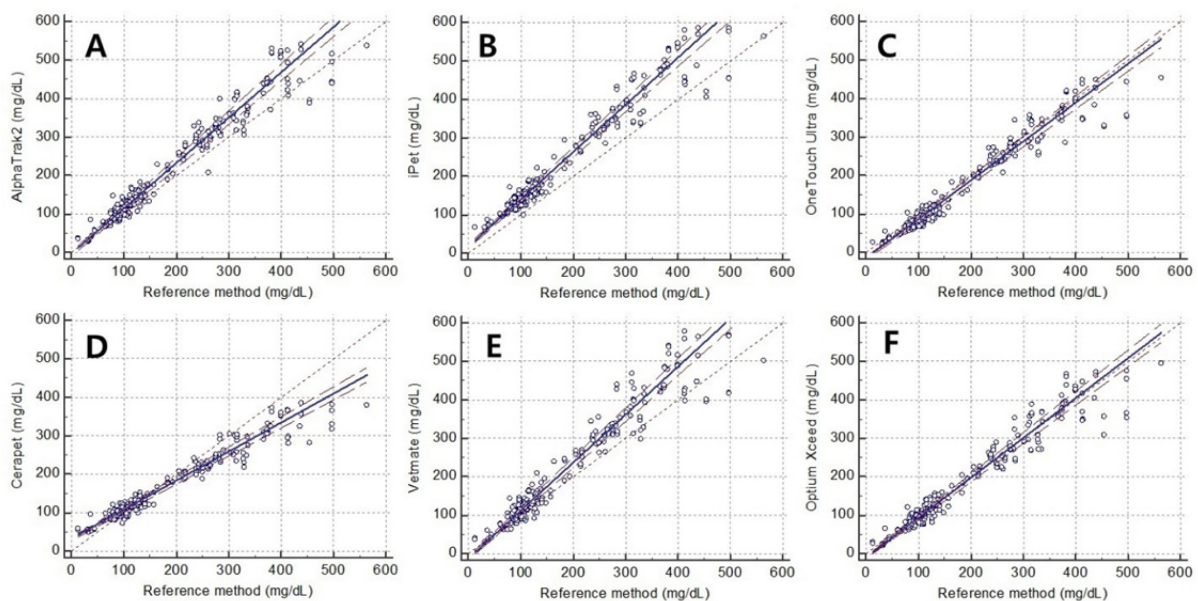 A
AlphaTrak2 (mg/dL)
600
500
400
300
200
100
0
0 100 200 300 400 500 600
Reference method (mg/dL)
B
iPet (mg/dL)
600
500
400
300
200
100
0
0 100 200 300 400 500 600
Reference method (mg/dL)
C
OneTouch Ultra (mg/dL)
600
500
400
300
200
100
0
0 100 200 300 400 500 600
Reference method (mg/dL)
D
Cerapet (mg/dL)
600
500
400
300
200
100
0
0 100 200 300 400 500 600
Reference method (mg/dL)
E
Vetmate (mg/dL)
600
500
400
300
200
100
0
0 100 200 300 400 500 600
Reference method (mg/dL)
F
Optium Xceed (mg/dL)
600
500
400
300
200
100
0
0 100 200 300 400 500 600
Reference method (mg/dL)